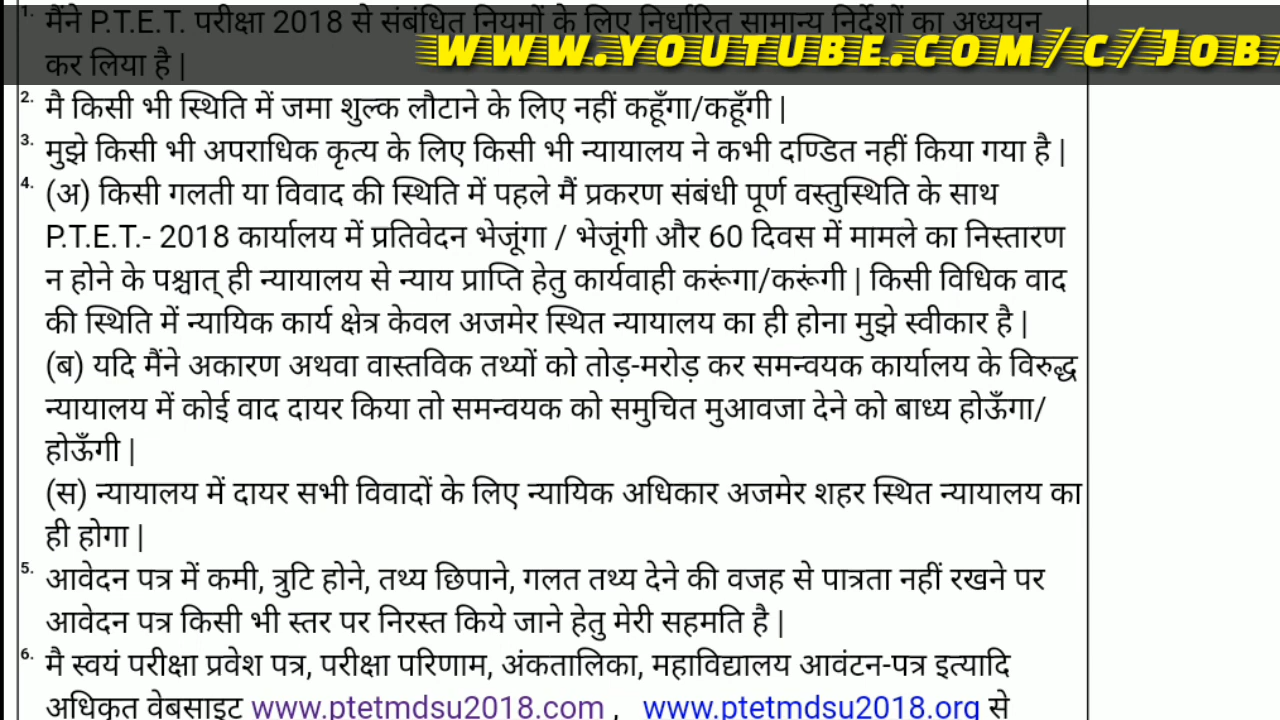 1. मैंने P.T.E.T. परीक्षा 2018 से संबंधित नियमों के लिए निर्धारित सामान्य निर्देशों का अध्ययन
WWW.YOUTUBE.COM/C/JOB
कर लिया है |
2. मै किसी भी स्थिति में जमा शुल्क लौटाने के लिए नहीं कहूँगा/कहूँगी |
3. मुझे किसी भी अपराधिक कृत्य के लिए किसी भी न्यायालय ने कभी दण्डित नहीं किया गया है |
4. (अ) किसी गलती या विवाद की स्थिति में पहले मैं प्रकरण संबंधी पूर्ण वस्तुस्थिति के साथ
P.T.E.T.- 2018 कार्यालय में प्रतिवेदन भेजूंगा / भेजूंगी और 60 दिवस में मामले का निस्तारण
न होने के पश्चात् ही न्यायालय से न्याय प्राप्ति हेतु कार्यवाही करूंगा/करूंगी | किसी विधिक वाद
की स्थिति में न्यायिक कार्य क्षेत्र केवल अजमेर स्थित न्यायालय का ही होना मुझे स्वीकार है |
(ब) यदि मैंने अकारण अथवा वास्तविक तथ्यों को तोड़-मरोड़ कर समन्वयक कार्यालय के विरुद्ध
न्यायालय में कोई वाद दायर किया तो समन्वयक को समुचित मुआवजा देने को बाध्य होऊँगा/
होऊँगी |
(स) न्यायालय में दायर सभी विवादों के लिए न्यायिक अधिकार अजमेर शहर स्थित न्यायालय का
ही होगा |
5. आवेदन पत्र में कमी, त्रुटि होने, तथ्य छिपाने, गलत तथ्य देने की वजह से पात्रता नहीं रखने पर
आवेदन पत्र किसी भी स्तर पर निरस्त किये जाने हेतु मेरी सहमति है |
6. मै स्वयं परीक्षा प्रवेश पत्र, परीक्षा परिणाम, अंकतालिका, महाविद्यालय आवंटन-पत्र इत्यादि
अधिकृत वेबसाइट www.ptetmdsu2018.com , www.ptetmdsu2018.org से